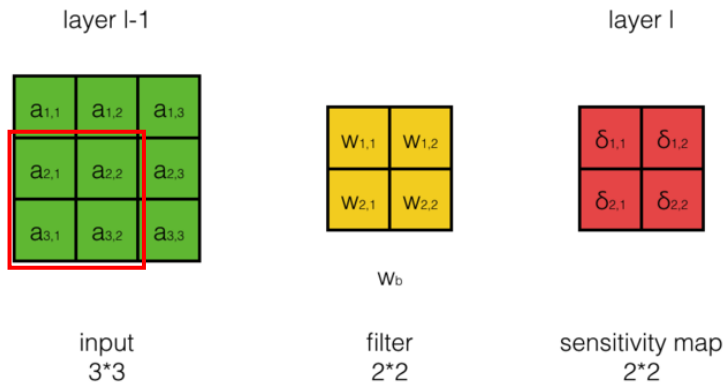 layer l-1
layer l
a1,1 a1,2 a1,3
a2,1 a2,2 a2,3
a3,1 a3,2 a3,3
w1,1 w1,2
w2,1 w2,2
wb
δ1,1 δ1,2
δ2,1 δ2,2
input
3*3
filter
2*2
sensitivity map
2*2